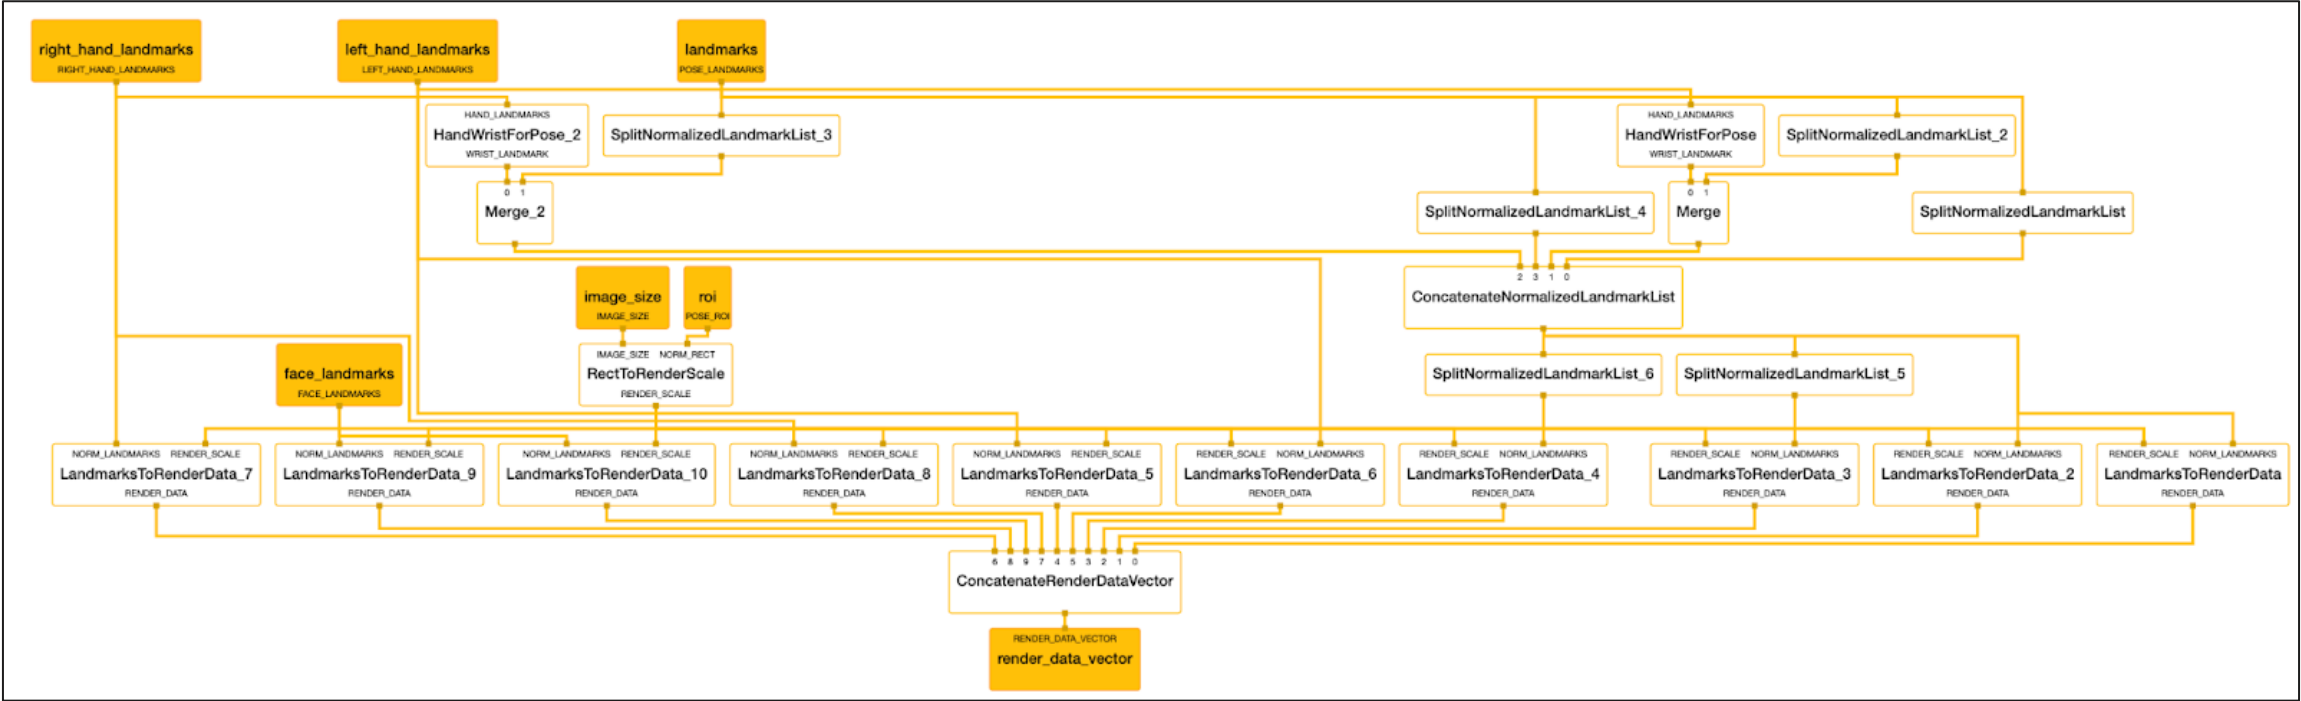 right_hand_landmarks
RIGHT_HAND_LANDMARKS
left_hand_landmarks
LEFT_HAND_LANDMARKS
landmarks
POSE_LANDMARKS
HAND_LANDMARKS
HandWristForPose_2
WRIST_LANDMARK
SplitNormalizedLandmarkList_3
HAND_LANDMARKS
HandWristForPose
WRIST_LANDMARK
SplitNormalizedLandmarkList_2
0 1
Merge_2
SplitNormalizedLandmarkList_4
0 1
Merge
SplitNormalizedLandmarkList
image_size
IMAGE_SIZE
roi
POSE_ROI
2 3 1 0
ConcatenateNormalizedLandmarkList
face_landmarks
FACE_LANDMARKS
IMAGE_SIZE NORM_RECT
RectToRenderScale
RENDER_SCALE
SplitNormalizedLandmarkList_6
SplitNormalizedLandmarkList_5
NORM_LANDMARKS RENDER_SCALE
LandmarksToRenderData_7
RENDER_DATA
NORM_LANDMARKS RENDER_SCALE
LandmarksToRenderData_9
RENDER_DATA
NORM_LANDMARKS RENDER_SCALE
LandmarksToRenderData_10
RENDER_DATA
NORM_LANDMARKS RENDER_SCALE
LandmarksToRenderData_8
RENDER_DATA
NORM_LANDMARKS RENDER_SCALE
LandmarksToRenderData_5
RENDER_DATA
RENDER_SCALE NORM_LANDMARKS
LandmarksToRenderData_6
RENDER_DATA
RENDER_SCALE NORM_LANDMARKS
LandmarksToRenderData_4
RENDER_DATA
RENDER_SCALE NORM_LANDMARKS
LandmarksToRenderData_3
RENDER_DATA
RENDER_SCALE NORM_LANDMARKS
LandmarksToRenderData_2
RENDER_DATA
RENDER_SCALE NORM_LANDMARKS
LandmarksToRenderData
RENDER_DATA
6 8 9 7 4 5 3 2 1 0
ConcatenateRenderDataVector
RENDER_DATA_VECTOR
render_data_vector